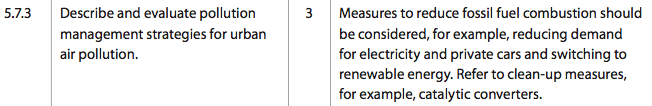 5.7.3 Describe and evaluate pollution management strategies for urban air pollution. 3 Measures to reduce fossil fuel combustion should
be considered, for example, reducing demand
for electricity and private cars and switching to
renewable energy. Refer to clean-up measures,
for example, catalytic converters.